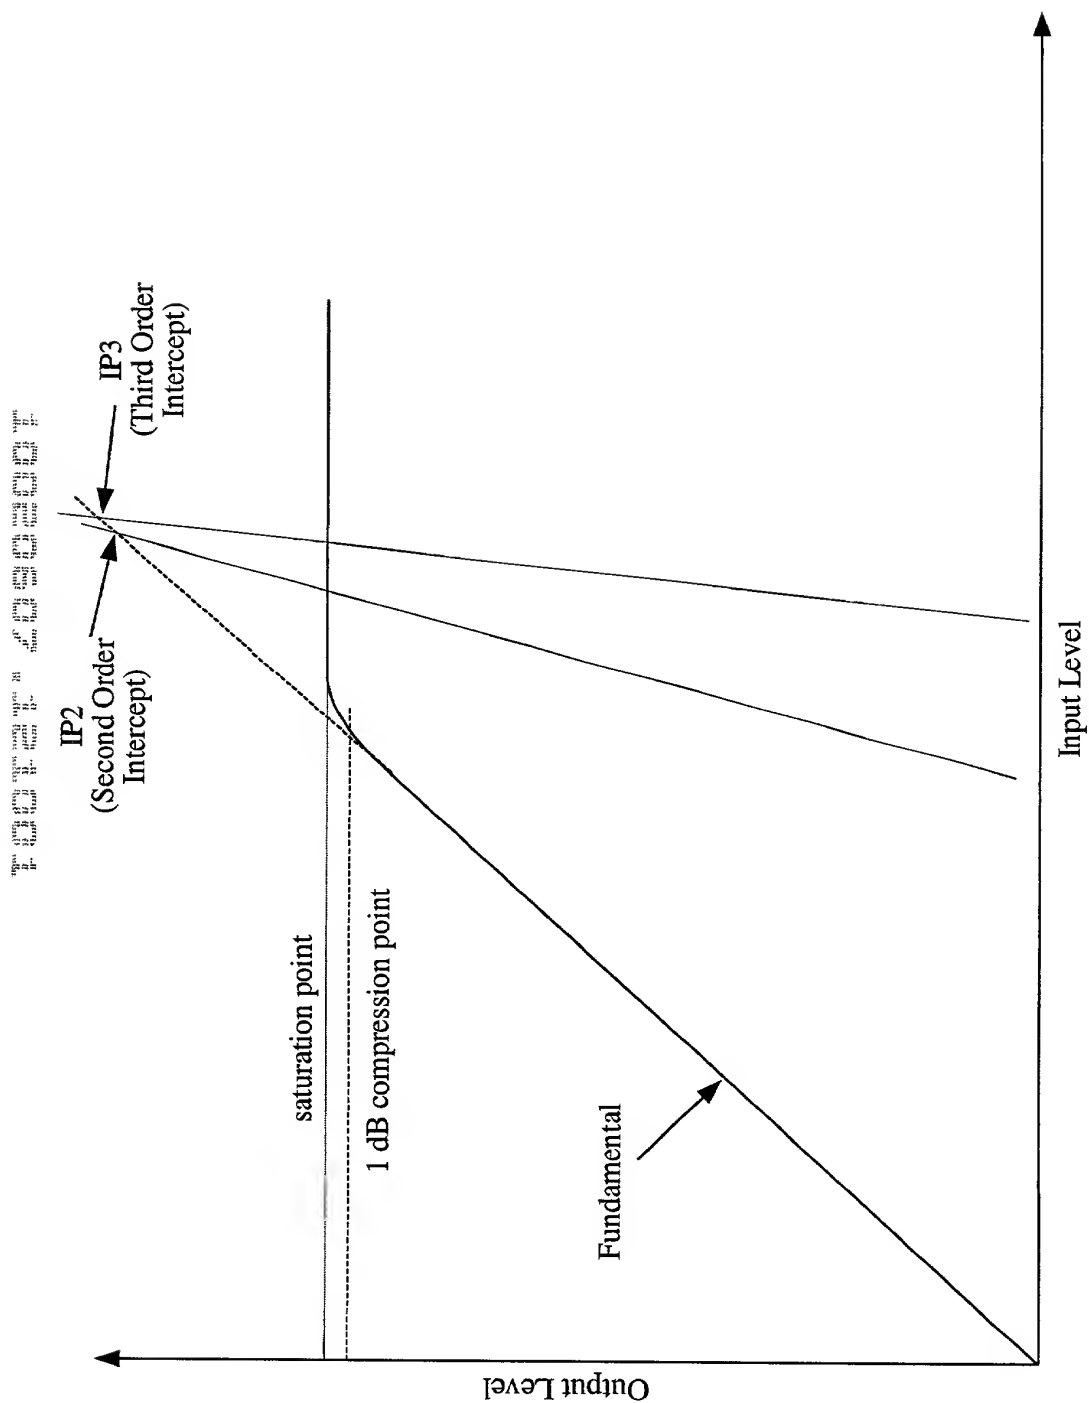 IP3
(Third Order
Intercept)
IP2
(Second Order
Intercept)
saturation point
1 dB compression point
Fundamental
Input Level
Output Level